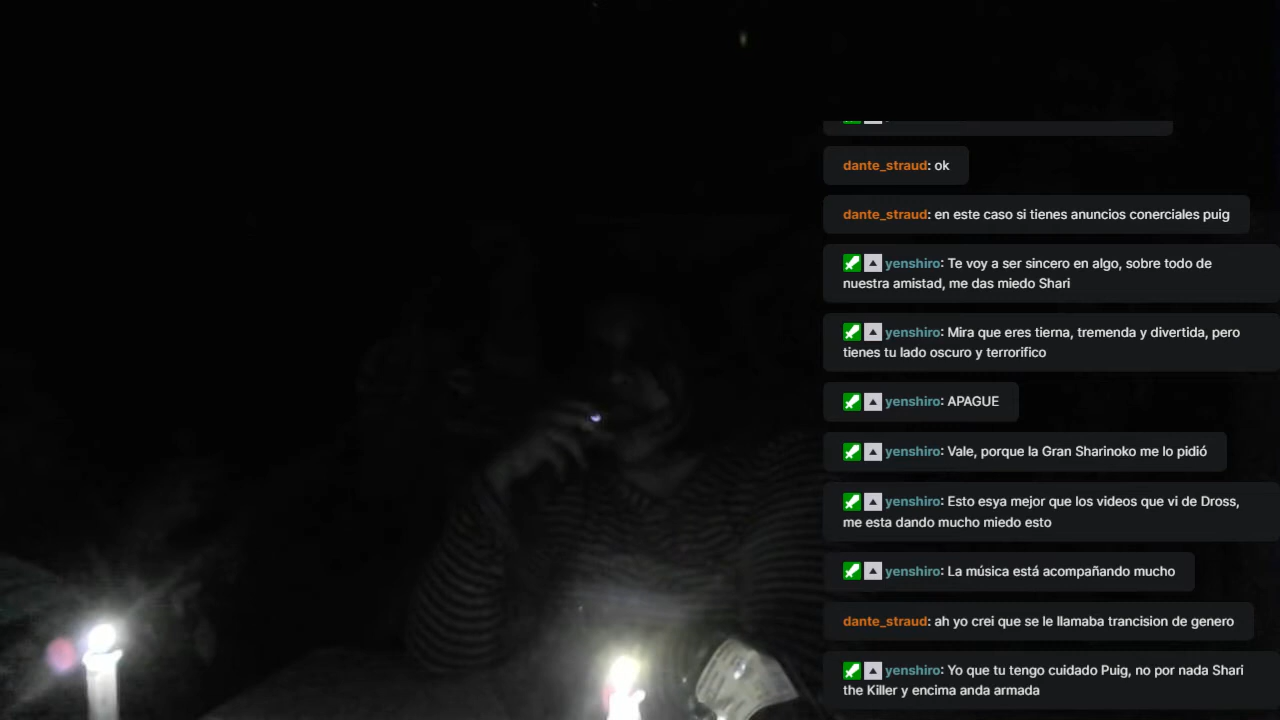 dante_straud: ok
dante_straud: en este caso si tienes anuncios conerciales puig
yenshiro: Te voy a ser sincero en algo, sobre todo de
nuestra amistad, me das miedo Shari
yenshiro: Mira que eres tierna, tremenda y divertida, pero
tienes tu lado oscuro y terrorifico
yenshiro: APAGUE
yenshiro: Vale, porque la Gran Sharinoko me lo pidió
yenshiro: Esto esya mejor que los videos que vi de Dross,
me esta dando mucho miedo esto
yenshiro: La música está acompañando mucho
dante_straud: ah yo crei que se le llamaba trancision de genero
yenshiro: Yo que tu tengo cuidado Puig, no por nada Shari
the Killer y encima anda armada